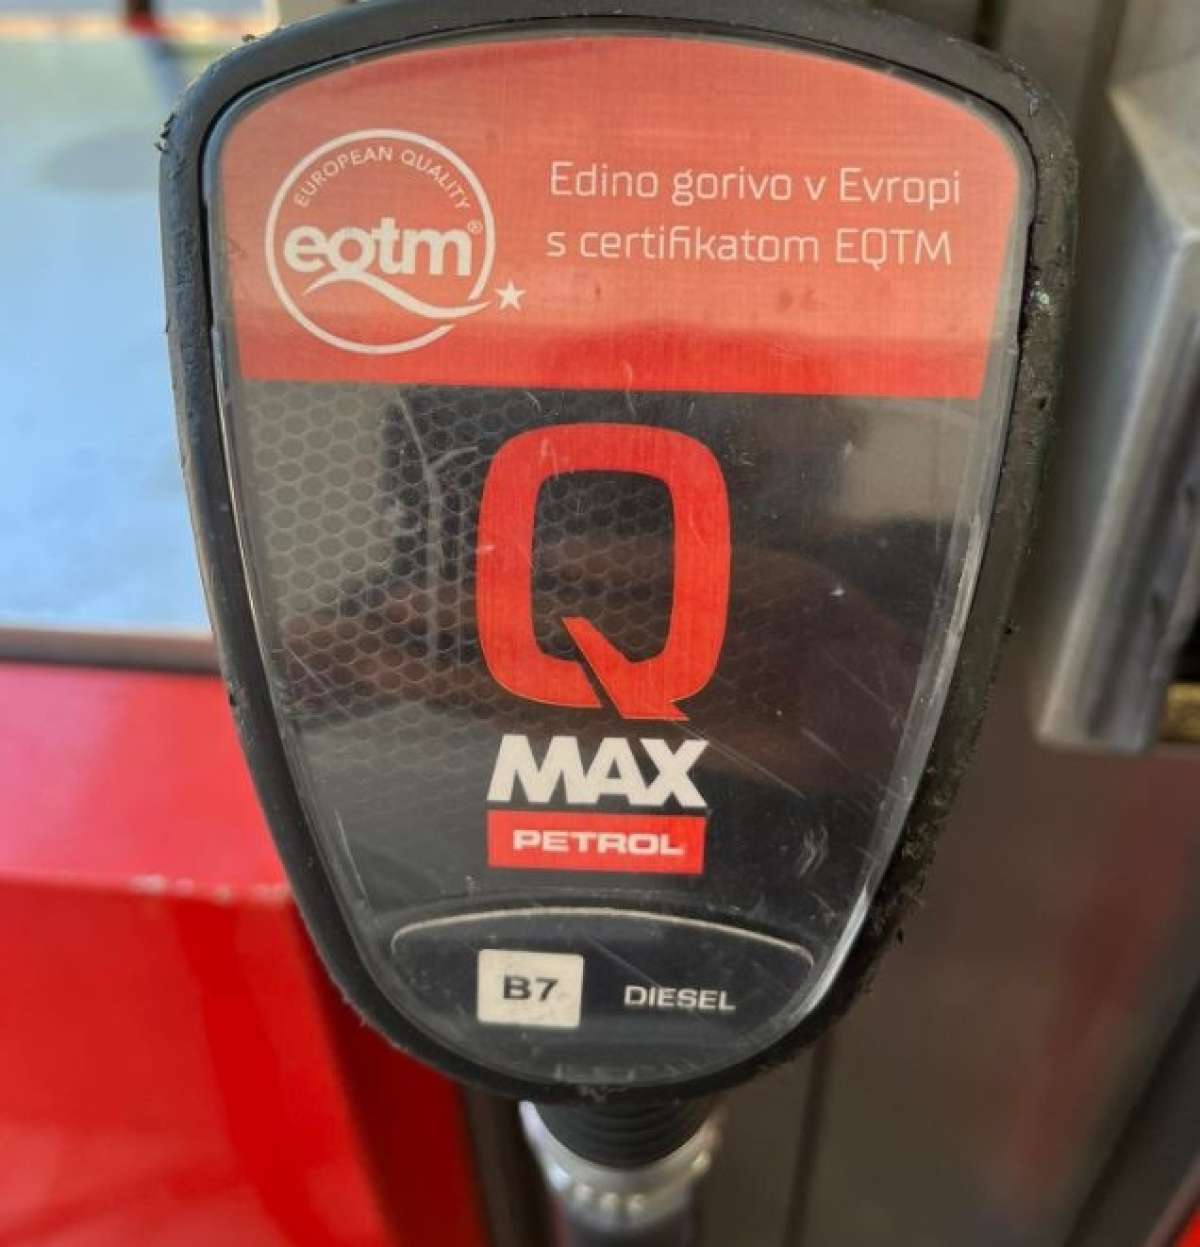 EUROPEAN QUALITY
eqtm®
Edino gorivo v Evropi
s certifikatom EQTM
Q
MAX
PETROL
B7 DIESEL